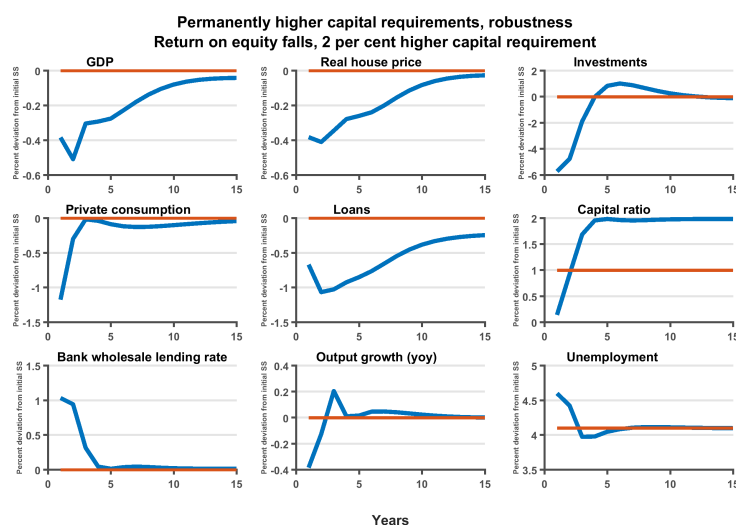 Permanently higher capital requirements, robustness
Return on equity falls, 2 per cent higher capital requirement
GDP
Percent deviation from initial SS
0
-0.2
-0.4
-0.6
0 5 10 15
Real house price
Percent deviation from initial SS
0
-0.2
-0.4
-0.6
0 5 10 15
Investments
Percent deviation from initial SS
2
0
-2
-4
-6
0 5 10 15
Private consumption
Percent deviation from initial SS
0
-0.5
-1
-1.5
0 5 10 15
Loans
Percent deviation from initial SS
0
-0.5
-1
-1.5
0 5 10 15
Capital ratio
Percent deviation from initial SS
2
1.5
1
0.5
0
0 5 10 15
Bank wholesale lending rate
Percent deviation from initial SS
1.5
1
0.5
0
0 5 10 15
Output growth (yoy)
Percent deviation from initial SS
0.4
0.2
0
-0.2
-0.4
0 5 10 15
Unemployment
Percent deviation from initial SS
5
4.5
4
3.5
0 5 10 15
Years